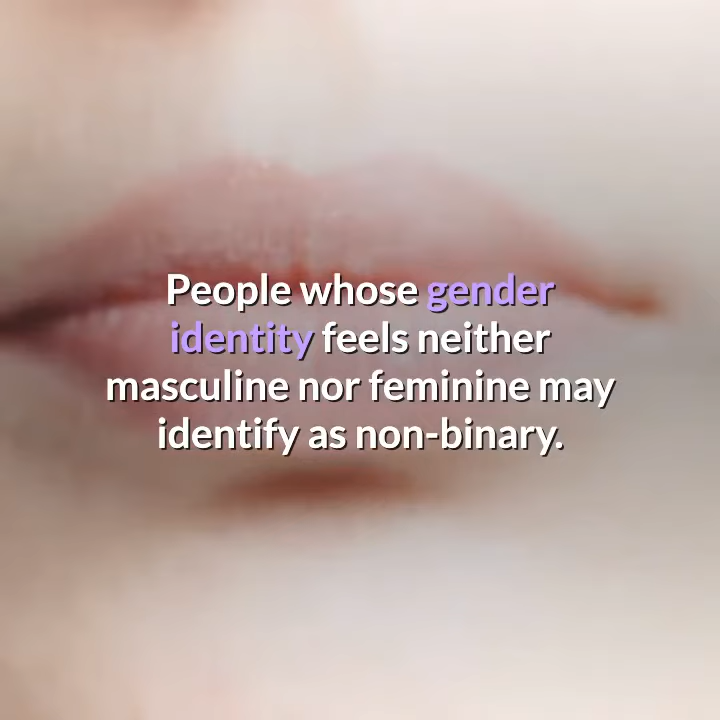 People whose gender
identity feels neither
masculine nor feminine may
identify as non-binary.